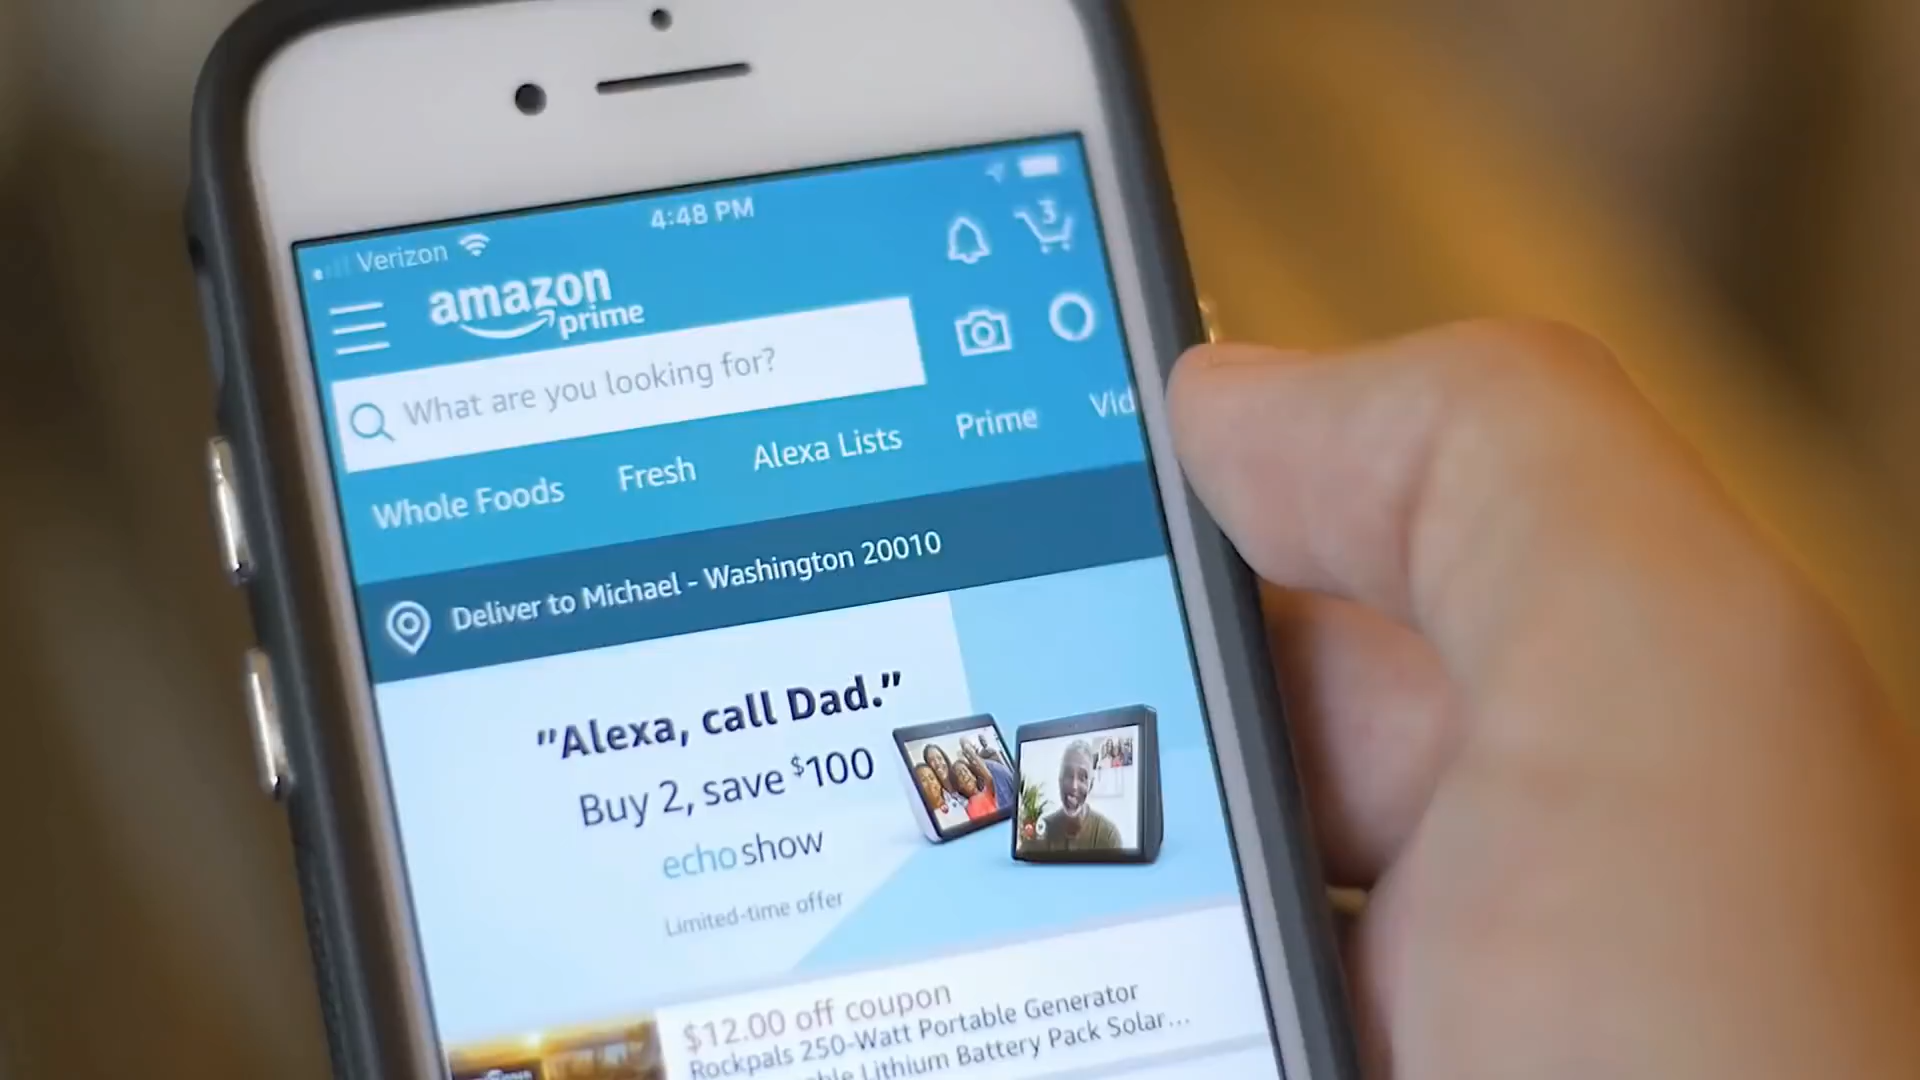 4:48 PM
Verizon
3
amazon
prime
What are you looking for?
Whole Foods Fresh Alexa Lists Prime Vid
Deliver to Michael - Washington 20010
"Alexa, call Dad."
Buy 2, save $100
echo show
Limited-time offer
$12.00 off coupon
Rockpals 250-Watt Portable Generator
Lithium Battery Pack Solar...